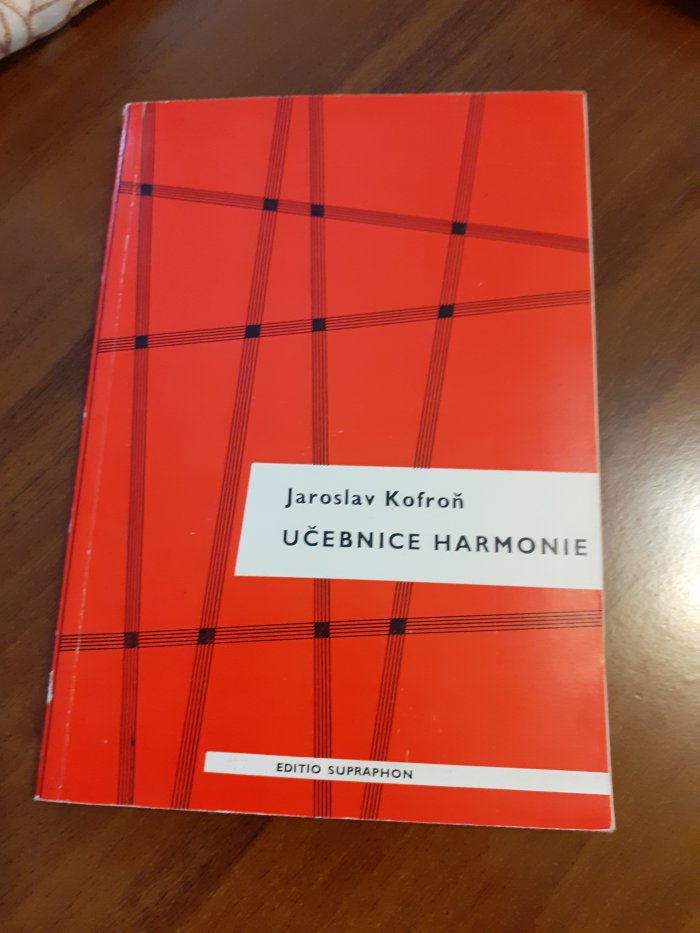 Jaroslav Kofroň
UČEBNICE HARMONIE
EDITIO SUPRAPHON